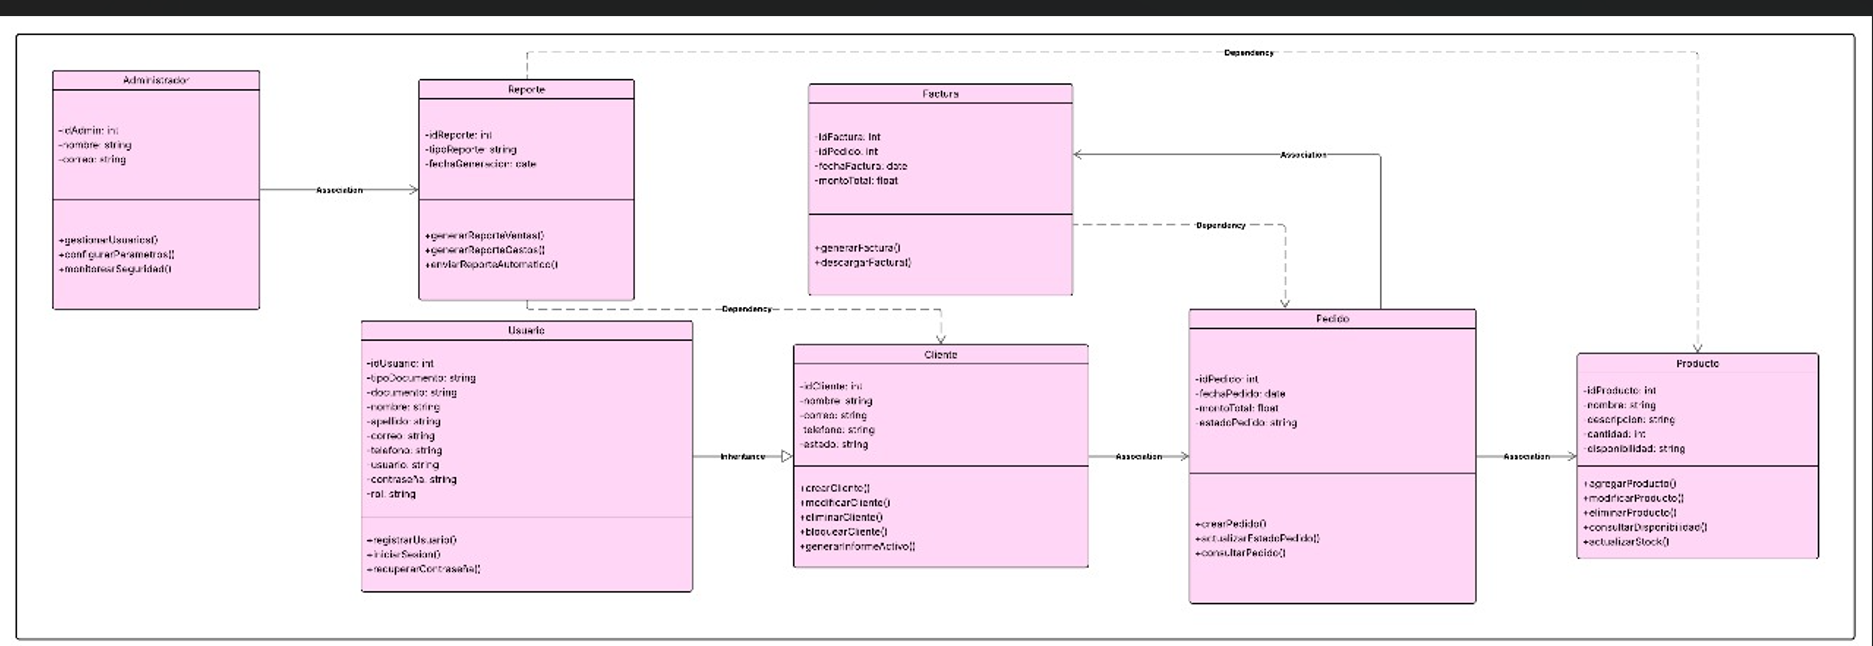 Dependency
Administrador
-idAdmin: int
-nombre: string
-correo: string
+gestionarUsuarios()
+configurarParametros()
+monitorearSeguridad()
Association
Reporte
-idReporte: int
-tipoReporte: string
-fechaGeneracion: date
+generarReporteVentas()
+generarReporteGastos()
+enviarReporteAutomatico()
Factura
-idFactura: int
-idPedido: int
-fechaFactura: date
-montoTotal: float
+generarFactura()
+descargarFactura()
Association
Dependency
Dependency
Usuario
-idUsuario: int
-tipoDocumento: string
-documento: string
-nombre: string
-apellido: string
-correo: string
-telefono: string
-usuario: string
-contraseña: string
-rol: string
+registrarUsuario()
+iniciarSesion()
+recuperarContraseña()
Inheritance
Cliente
-idCliente: int
-nombre: string
-correo: string
telefono: string
-estado: string
+crearCliente()
+modificarCliente()
+eliminarCliente()
+bloquearCliente()
+generarInformeActivo()
Association
Pedido
-idPedido: int
-fechaPedido: date
-montoTotal: float
-estadoPedido: string
+crearPedido()
+actualizarEstadoPedido()
+consultarPedido()
Association
Producto
-idProducto: int
-nombre: string
-descripcion: string
-cantidad: int
-disponibilidad: string
+agregarProducto()
+modificarProducto()
+eliminarProducto()
+consultarDisponibilidad()
+actualizarStock()